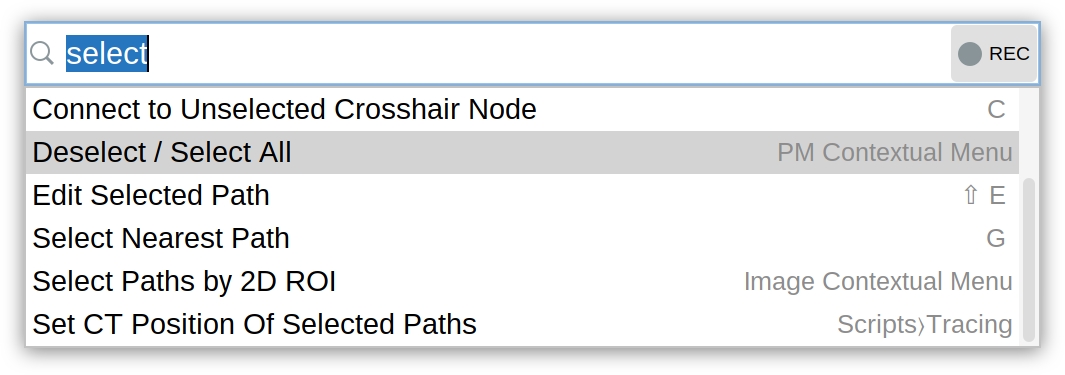 select REC
Connect to Unselected Crosshair Node C
Deselect / Select All PM Contextual Menu
Edit Selected Path ⇧ E
Select Nearest Path G
Select Paths by 2D ROI Image Contextual Menu
Set CT Position Of Selected Paths Scripts⟩Tracing